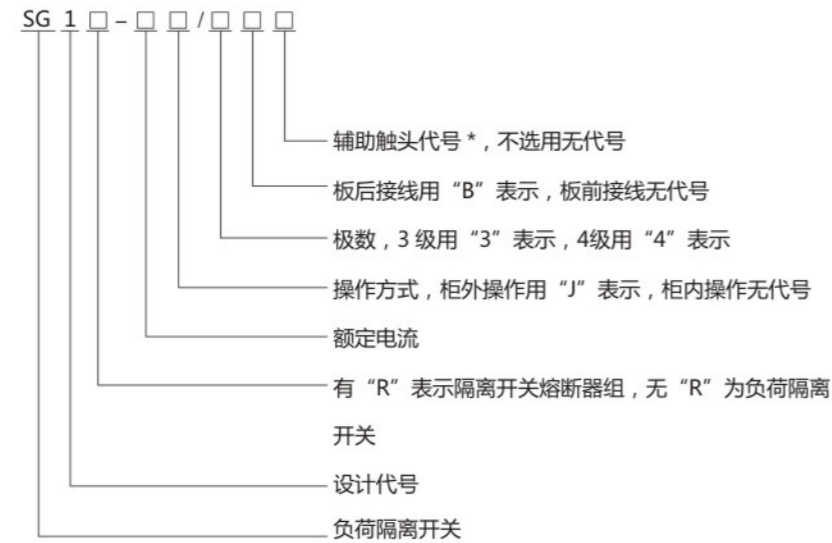 SG 1 □ - □ □ / □ □ □
辅助触头代号 * , 不选用无代号
板后接线用“B”表示 , 板前接线无代号
极数 , 3 级用“3”表示 , 4级用“4”表示
操作方式 , 柜外操作用“J”表示 , 柜内操作无代号
额定电流
有“R”表示隔离开关熔断器组 , 无“R”为负荷隔离
开关
设计代号
负荷隔离开关